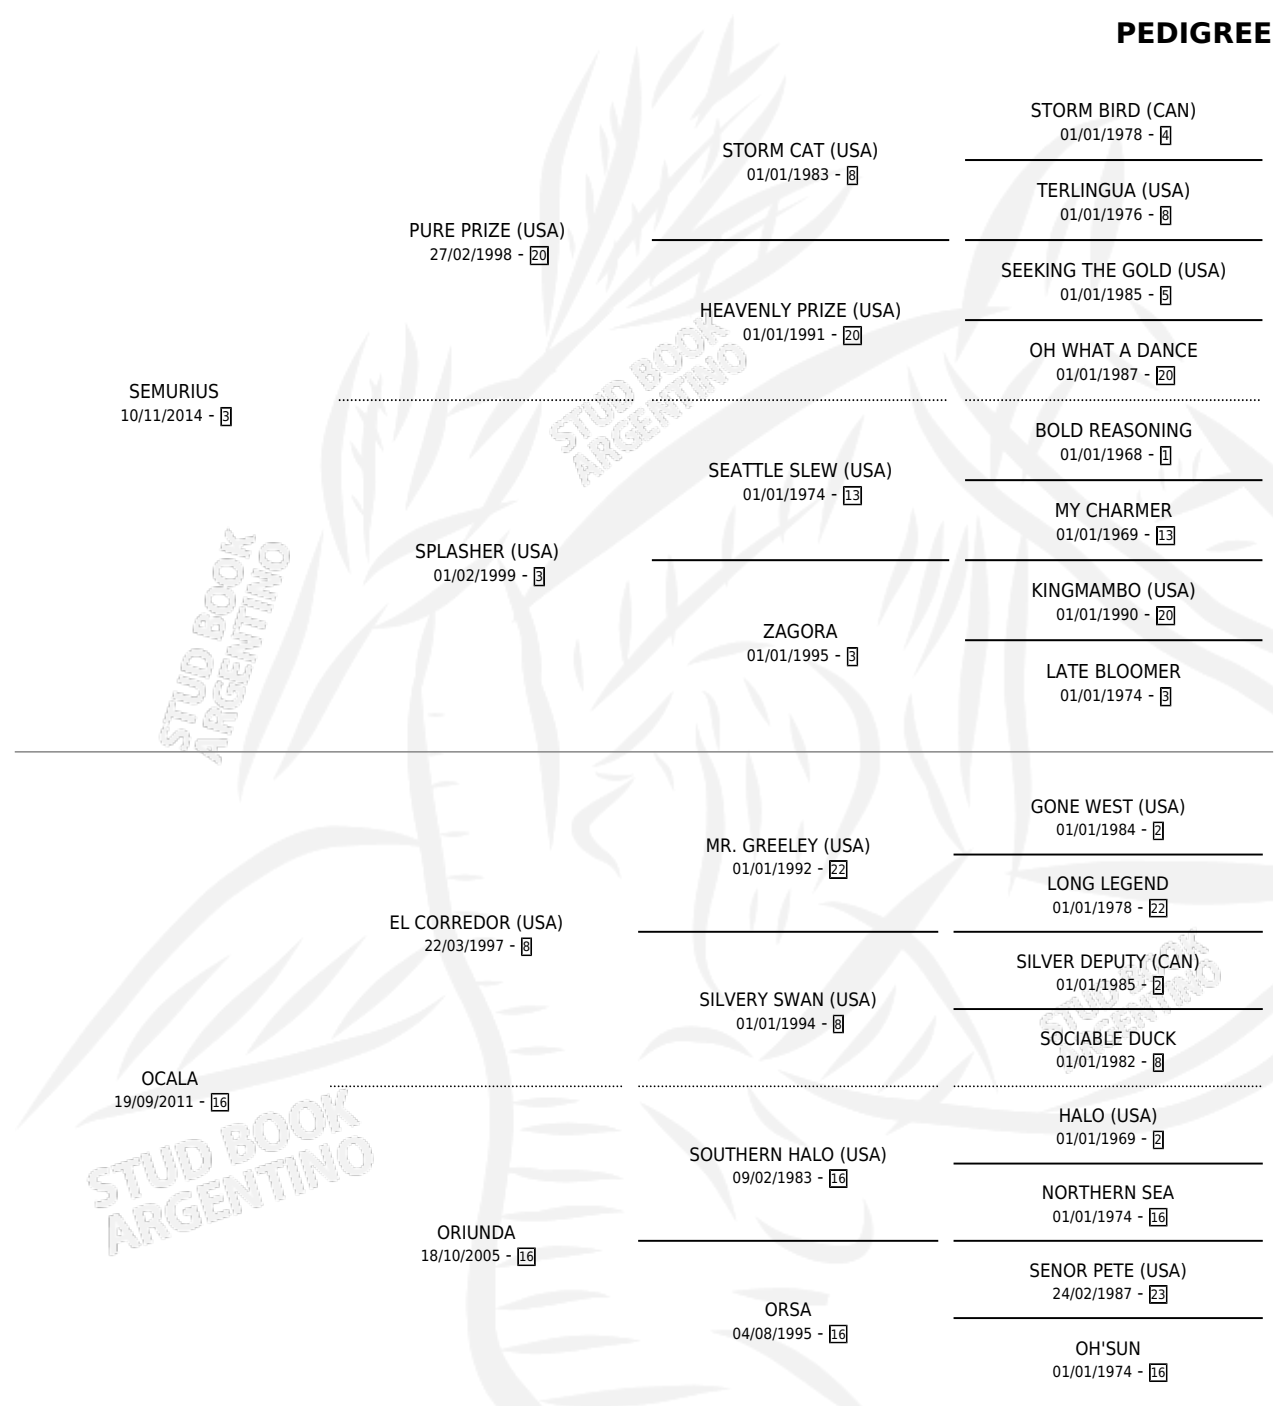 PEDIGREE
STORM BIRD (CAN)
01/01/1978 - 4
STORM CAT (USA)
01/01/1983 - 8
TERLINGUA (USA)
01/01/1976 - 8
PURE PRIZE (USA)
27/02/1998 - 20
SEEKING THE GOLD (USA)
01/01/1985 - 5
HEAVENLY PRIZE (USA)
01/01/1991 - 20
OH WHAT A DANCE
01/01/1987 - 20
SEMURIUS
10/11/2014 - 3
BOLD REASONING
01/01/1968 - 1
SEATTLE SLEW (USA)
01/01/1974 - 13
MY CHARMER
01/01/1969 - 13
SPLASHER (USA)
01/02/1999 - 3
KINGMAMBO (USA)
01/01/1990 - 20
ZAGORA
01/01/1995 - 3
LATE BLOOMER
01/01/1974 - 3
GONE WEST (USA)
01/01/1984 - 2
MR. GREELEY (USA)
01/01/1992 - 22
LONG LEGEND
01/01/1978 - 22
EL CORREDOR (USA)
22/03/1997 - 8
SILVER DEPUTY (CAN)
01/01/1985 - 2
SILVERY SWAN (USA)
01/01/1994 - 8
SOCIABLE DUCK
01/01/1982 - 8
OCALA
19/09/2011 - 16
HALO (USA)
01/01/1969 - 2
SOUTHERN HALO (USA)
09/02/1983 - 16
NORTHERN SEA
01/01/1974 - 16
ORIUNDA
18/10/2005 - 16
SENOR PETE (USA)
24/02/1987 - 23
ORSA
04/08/1995 - 16
OH'SUN
01/01/1974 - 16
STUD BOOK
ARGENTINO
STUD BOOK
ARGENTINO
STUD BOOK
ARGENTINO
STUD BOOK
ARGENTINO